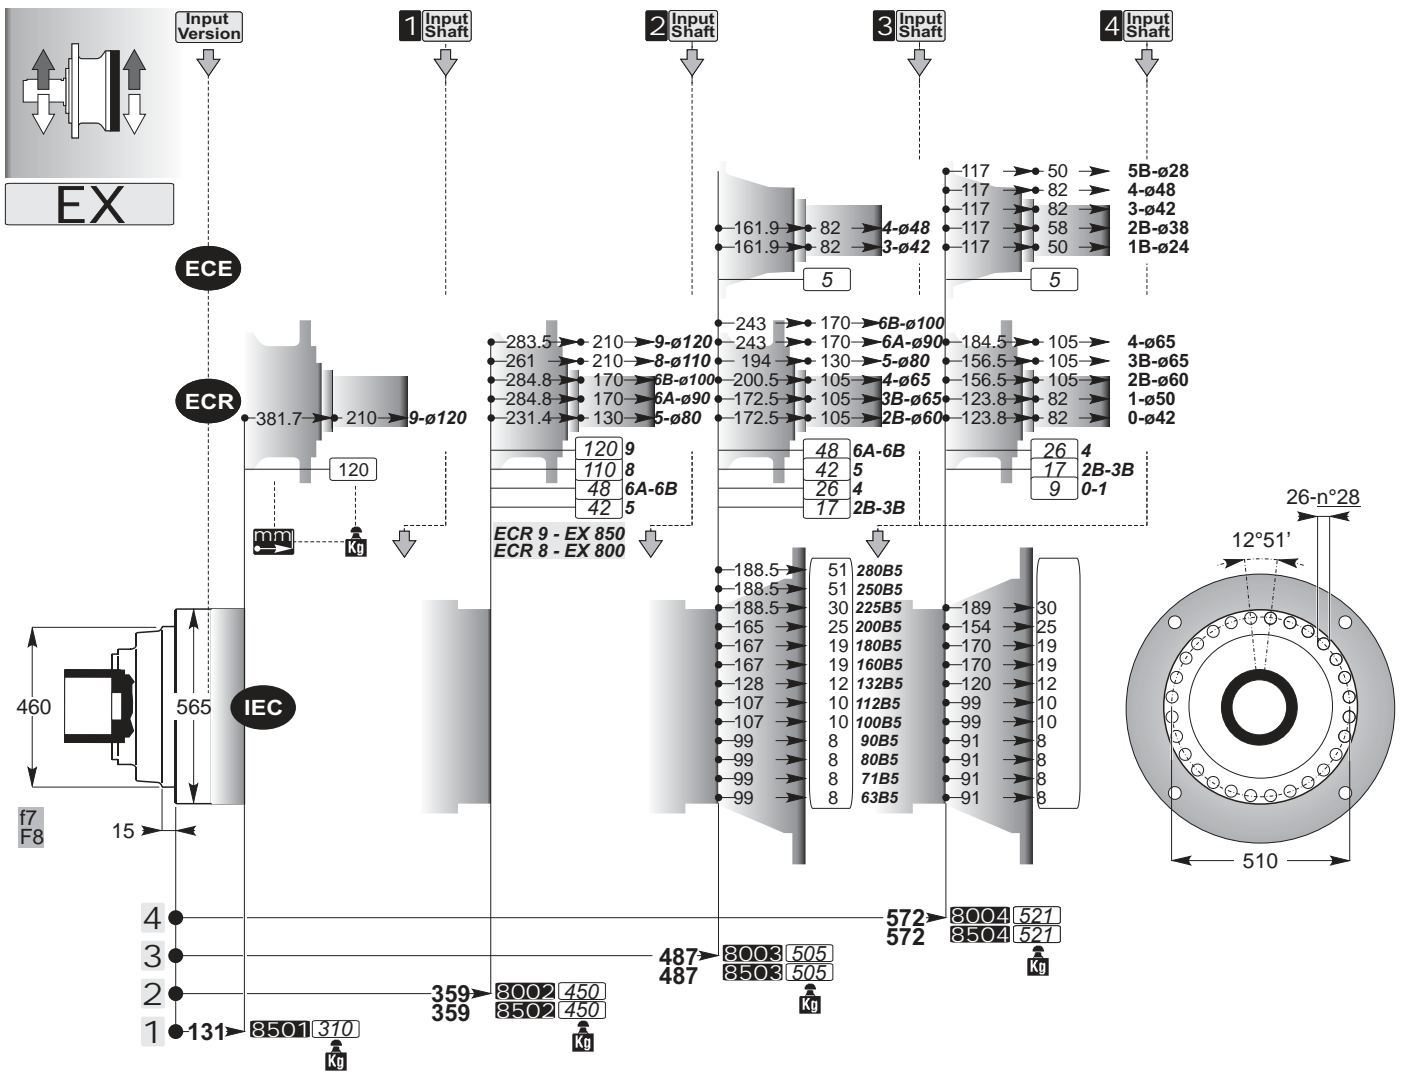 Input Version
1 Input Shaft
2 Input Shaft
3 Input Shaft
4 Input Shaft
EX
ECE
161.9 82 4-ø48
161.9 82 3-ø42
5
117 50 5B-ø28
117 82 4-ø48
117 82 3-ø42
117 58 2B-ø38
117 50 1B-ø24
5
ECR
381.7 210 9-ø120
120
mm
Kg
283.5 210 9-ø120
261 210 8-ø110
284.8 170 6B-ø100
284.8 170 6A-ø90
231.4 130 5-ø80
120 9
110 8
48 6A-6B
42 5
ECR 9 - EX 850
ECR 8 - EX 800
243 170 6B-ø100
243 170 6A-ø90
194 130 5-ø80
200.5 105 4-ø65
172.5 105 3B-ø65
172.5 105 2B-ø60
48 6A-6B
42 5
26 4
17 2B-3B
184.5 105 4-ø65
156.5 105 3B-ø65
156.5 105 2B-ø60
123.8 82 1-ø50
123.8 82 0-ø42
26 4
17 2B-3B
9 0-1
IEC
188.5 51 280B5
188.5 51 250B5
188.5 30 225B5 189 30
165 25 200B5 154 25
167 19 180B5 170 19
167 19 160B5 170 19
128 12 132B5 120 12
107 10 112B5 99 10
107 10 100B5 99 10
99 8 90B5 91 8
99 8 80B5 91 8
99 8 71B5 91 8
99 8 63B5 91 8
460
565
f7
F8
15
26-n°28
12°51'
510
4 572 8004 521
572 8504 521
Kg
3 487 8003 505
487 8503 505
Kg
2 359 8002 450
359 8502 450
Kg
1 131 8501 310
Kg